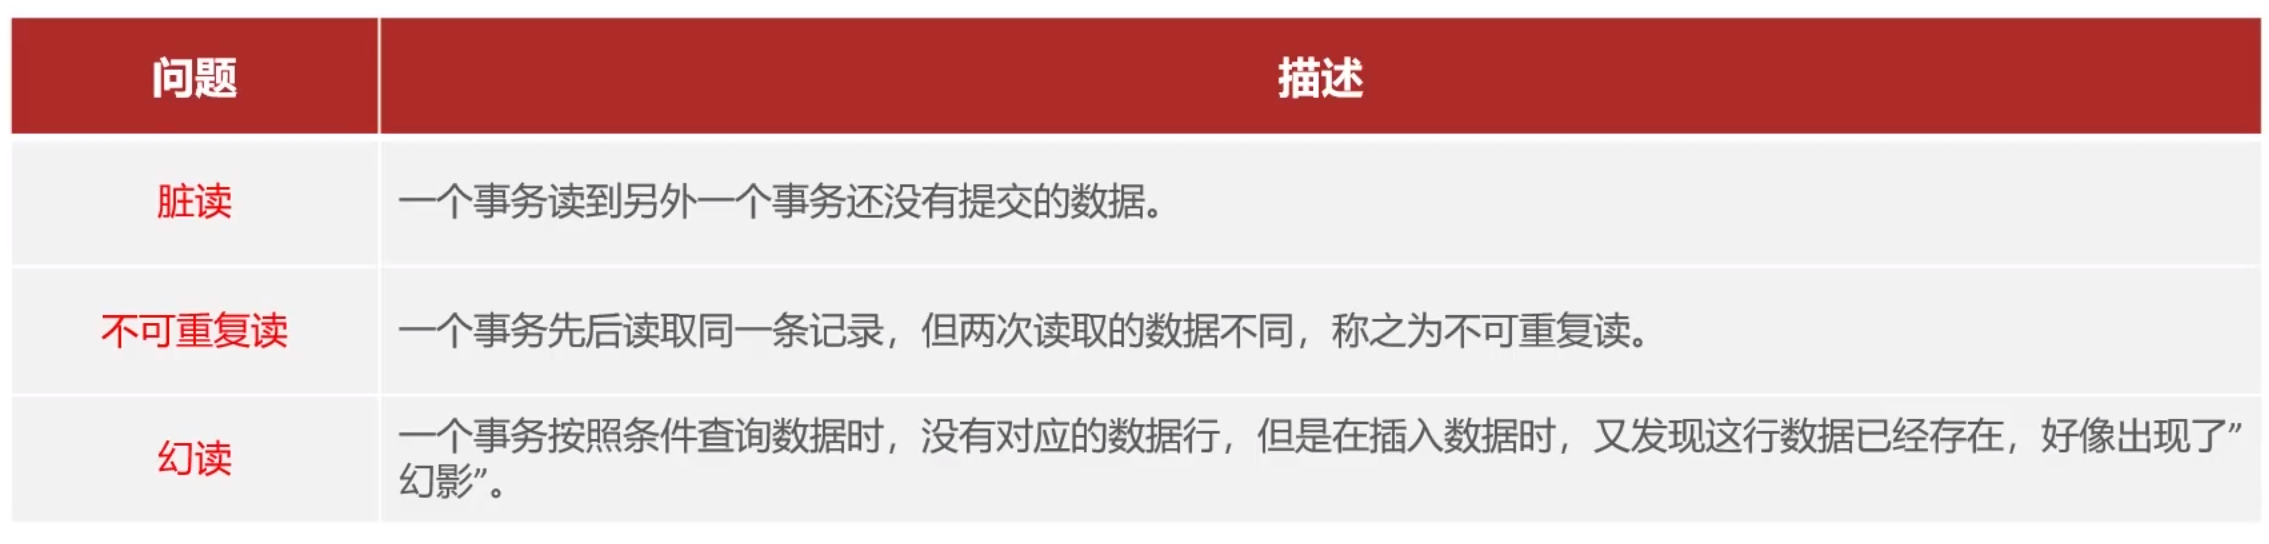 问题
描述
脏读
一个事务读到另外一个事务还没有提交的数据。
不可重复读
一个事务先后读取同一条记录，但两次读取的数据不同，称之为不可重复读。
幻读
一个事务按照条件查询数据时，没有对应的数据行，但是在插入数据时，又发现这行数据已经存在，好像出现了”
幻影”。